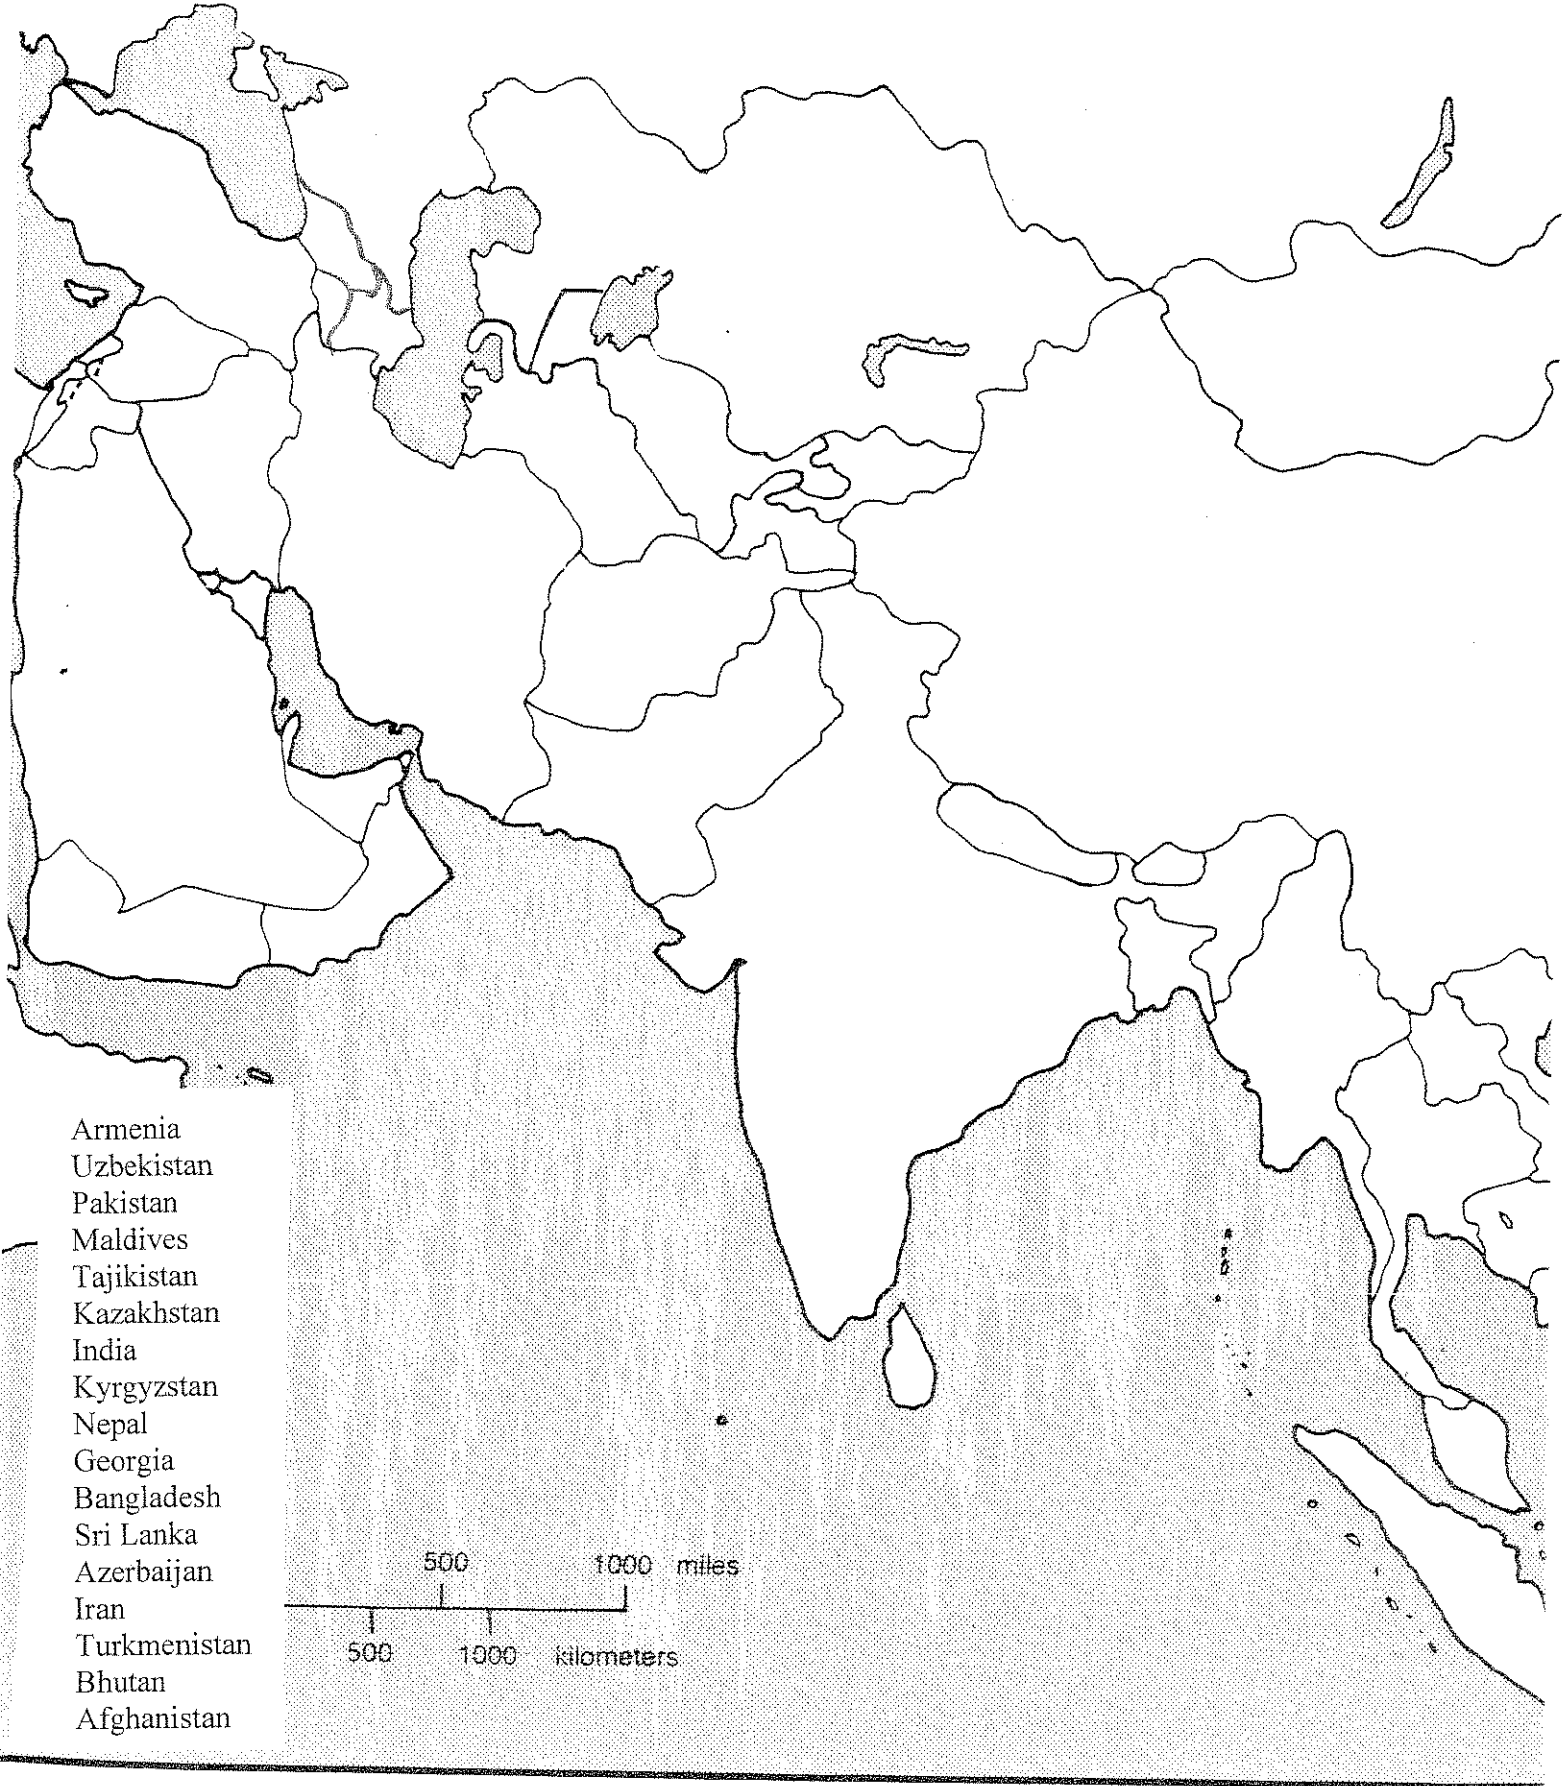 Armenia
Uzbekistan
Pakistan
Maldives
Tajikistan
Kazakhstan
India
Kyrgyzstan
Nepal
Georgia
Bangladesh
Sri Lanka
Azerbaijan
Iran
Turkmenistan
Bhutan
Afghanistan
500 1000 miles
500 1000 kilometers